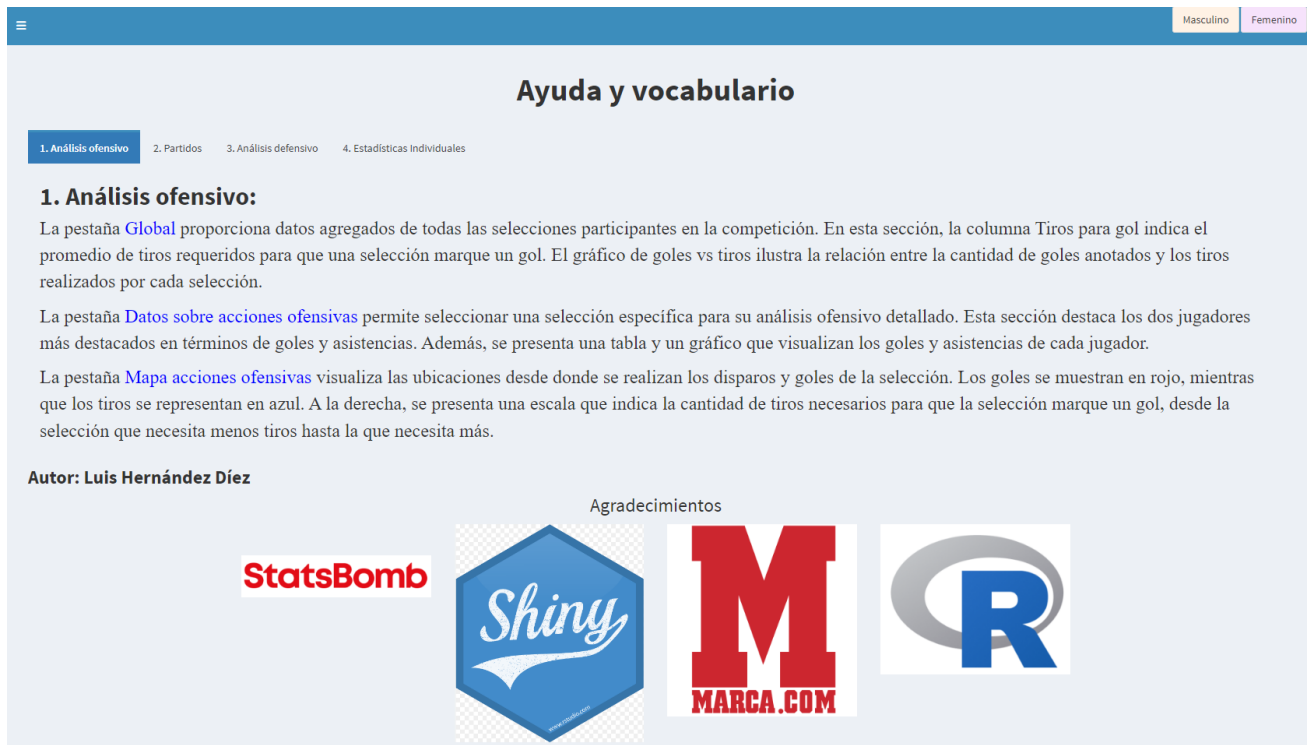 Masculino Femenino
Ayuda y vocabulario
1. Análisis ofensivo 2. Partidos 3. Análisis defensivo 4. Estadísticas Individuales
1. Análisis ofensivo:
La pestaña Global proporciona datos agregados de todas las selecciones participantes en la competición. En esta sección, la columna Tiros para gol indica el
promedio de tiros requeridos para que una selección marque un gol. El gráfico de goles vs tiros ilustra la relación entre la cantidad de goles anotados y los tiros
realizados por cada selección.
La pestaña Datos sobre acciones ofensivas permite seleccionar una selección específica para su análisis ofensivo detallado. Esta sección destaca los dos jugadores
más destacados en términos de goles y asistencias. Además, se presenta una tabla y un gráfico que visualizan los goles y asistencias de cada jugador.
La pestaña Mapa acciones ofensivas visualiza las ubicaciones desde donde se realizan los disparos y goles de la selección. Los goles se muestran en rojo, mientras
que los tiros se representan en azul. A la derecha, se presenta una escala que indica la cantidad de tiros necesarios para que la selección marque un gol, desde la
selección que necesita menos tiros hasta la que necesita más.
Autor: Luis Hernández Díez
Agradecimientos
StatsBomb
Shiny
www.rstudio.com
M
MARCA.COM
R